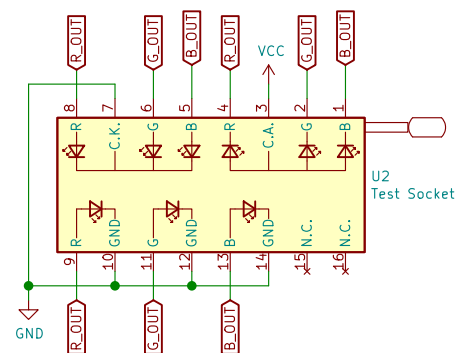 R_OUT G_OUT B_OUT R_OUT VCC G_OUT B_OUT
8 7 6 5 4 3 2 1
R C.K. G B R C.A. G B
U2
Test Socket
R GND G GND B GND N.C. N.C.
9 10 11 12 13 14 15 16
GND
R_OUT G_OUT B_OUT